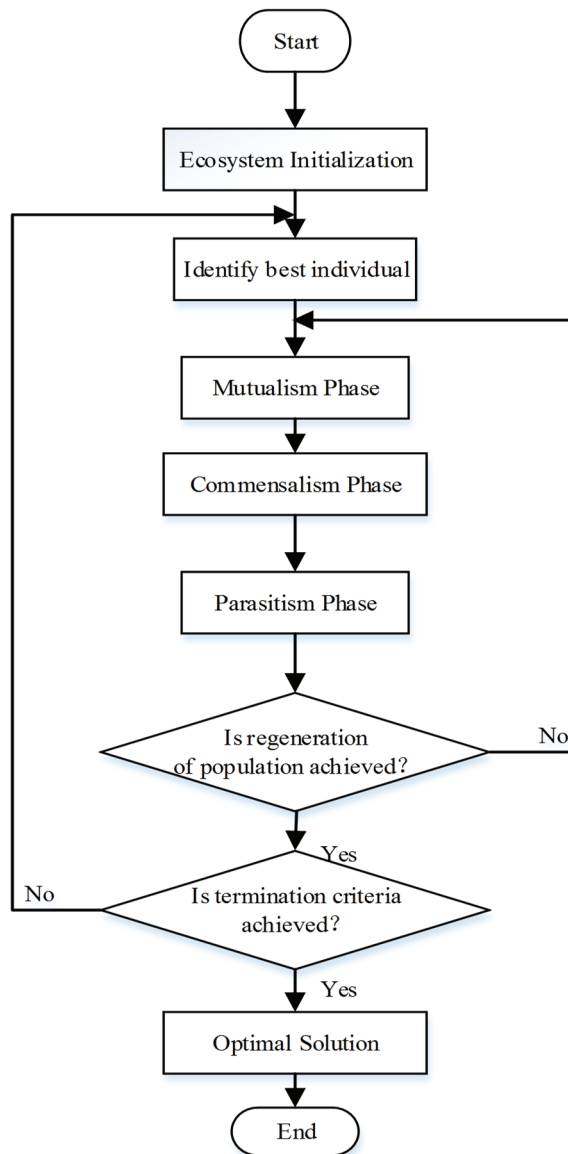 Start
Ecosystem Initialization
Identify best individual
Mutualism Phase
Commensalism Phase
Parasitism Phase
Is regeneration
of population achieved?
No
Yes
No
Is termination criteria
achieved?
Yes
Optimal Solution
End